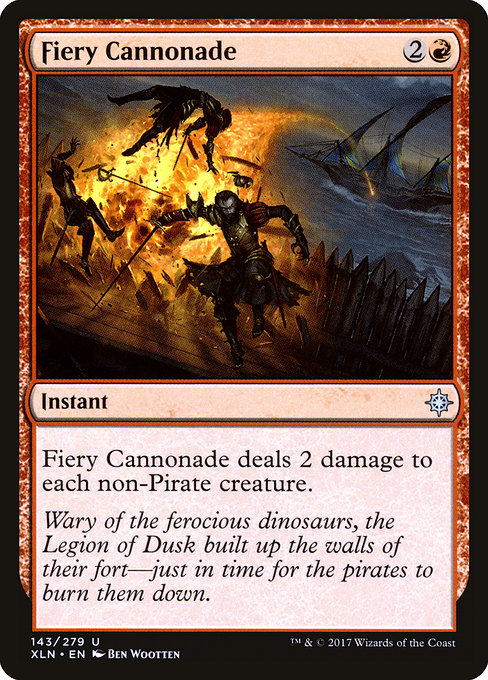 Fiery Cannonade 2
Instant
Fiery Cannonade deals 2 damage to
each non-Pirate creature.
Wary of the ferocious dinosaurs, the
Legion of Dusk built up the walls of
their fort—just in time for the pirates to
burn them down.
143/279 U
XLN • EN Ben Wootten
™ & © 2017 Wizards of the Coast